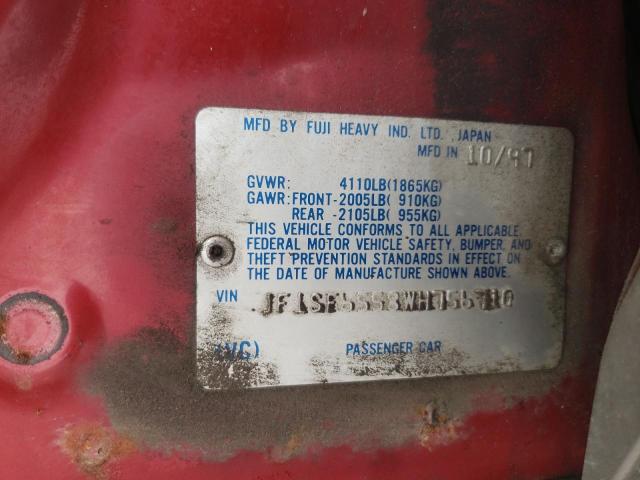 MFD BY FUJI HEAVY IND. LTD. JAPAN
MFD IN 10/97
GVWR: 4110LB(1865KG)
GAWR: FRONT-2005LB( 910KG)
REAR -2105LB( 955KG)
THIS VEHICLE CONFORMS TO ALL APPLICABLE
FEDERAL MOTOR VEHICLE SAFETY, BUMPER, AND
THEFT PREVENTION STANDARDS IN EFFECT ON
THE DATE OF MANUFACTURE SHOWN ABOVE.
VIN
(VC) PASSENGER CAR